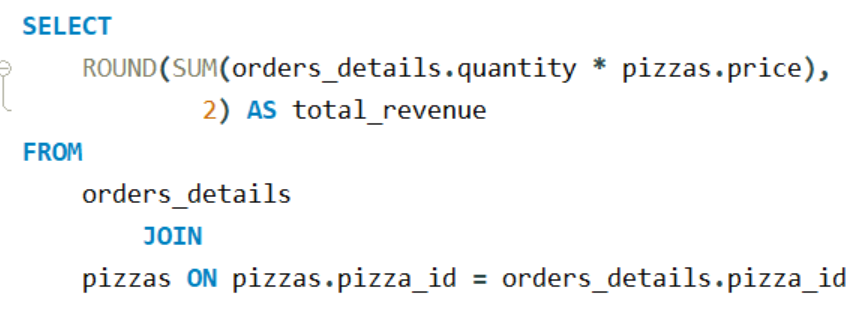 SELECT
ROUND(SUM(orders_details.quantity * pizzas.price),
2) AS total_revenue
FROM
orders_details
JOIN
pizzas ON pizzas.pizza_id = orders_details.pizza_id